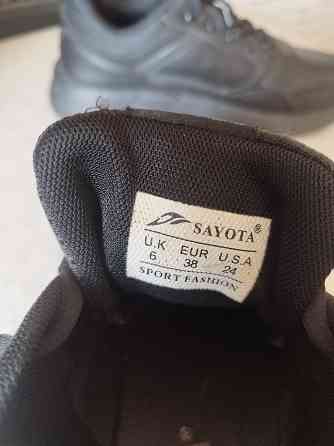 SAYOTA®
U.K EUR U.S.A
6 38 24
SPORT FASHION